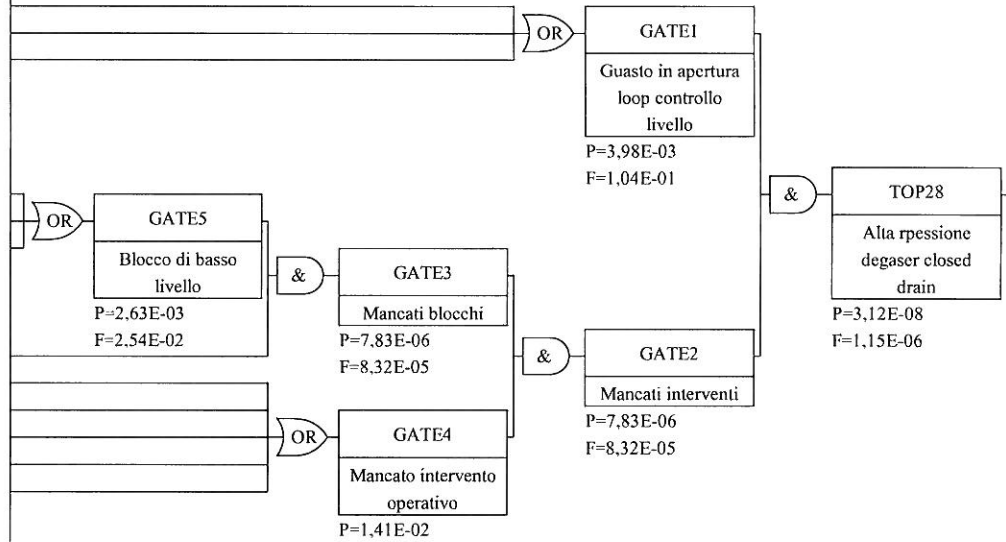 OR
GATE1
Guasto in apertura
loop controllo
livello
P=3,98E-03
F=1,04E-01
&
TOP28
Alta rpessione
degaser closed
drain
P=3,12E-08
F=1,15E-06
OR
GATE5
Blocco di basso
livello
P=2,63E-03
F=2,54E-02
&
GATE3
Mancati blocchi
P=7,83E-06
F=8,32E-05
&
GATE2
Mancati interventi
P=7,83E-06
F=8,32E-05
OR
GATE4
Mancato intervento
operativo
P=1,41E-02